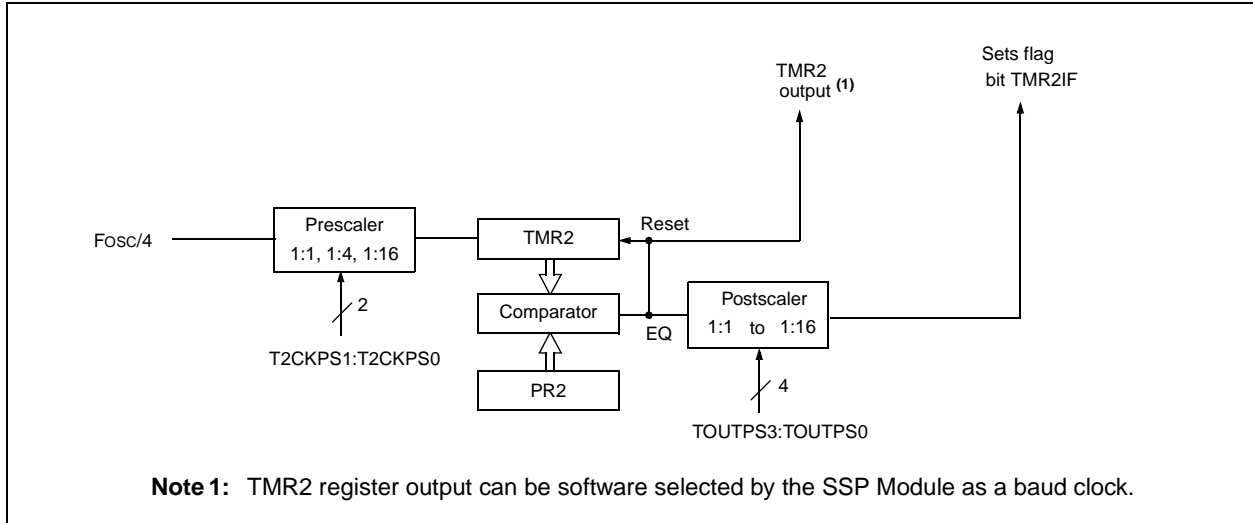 Sets flag
bit TMR2IF
TMR2
output (1)
Prescaler
1:1, 1:4, 1:16
FOSC/4
TMR2
Reset
2
Comparator
EQ
Postscaler
1:1 to 1:16
T2CKPS1:T2CKPS0
PR2
4
TOUTPS3:TOUTPS0
Note 1: TMR2 register output can be software selected by the SSP Module as a baud clock.